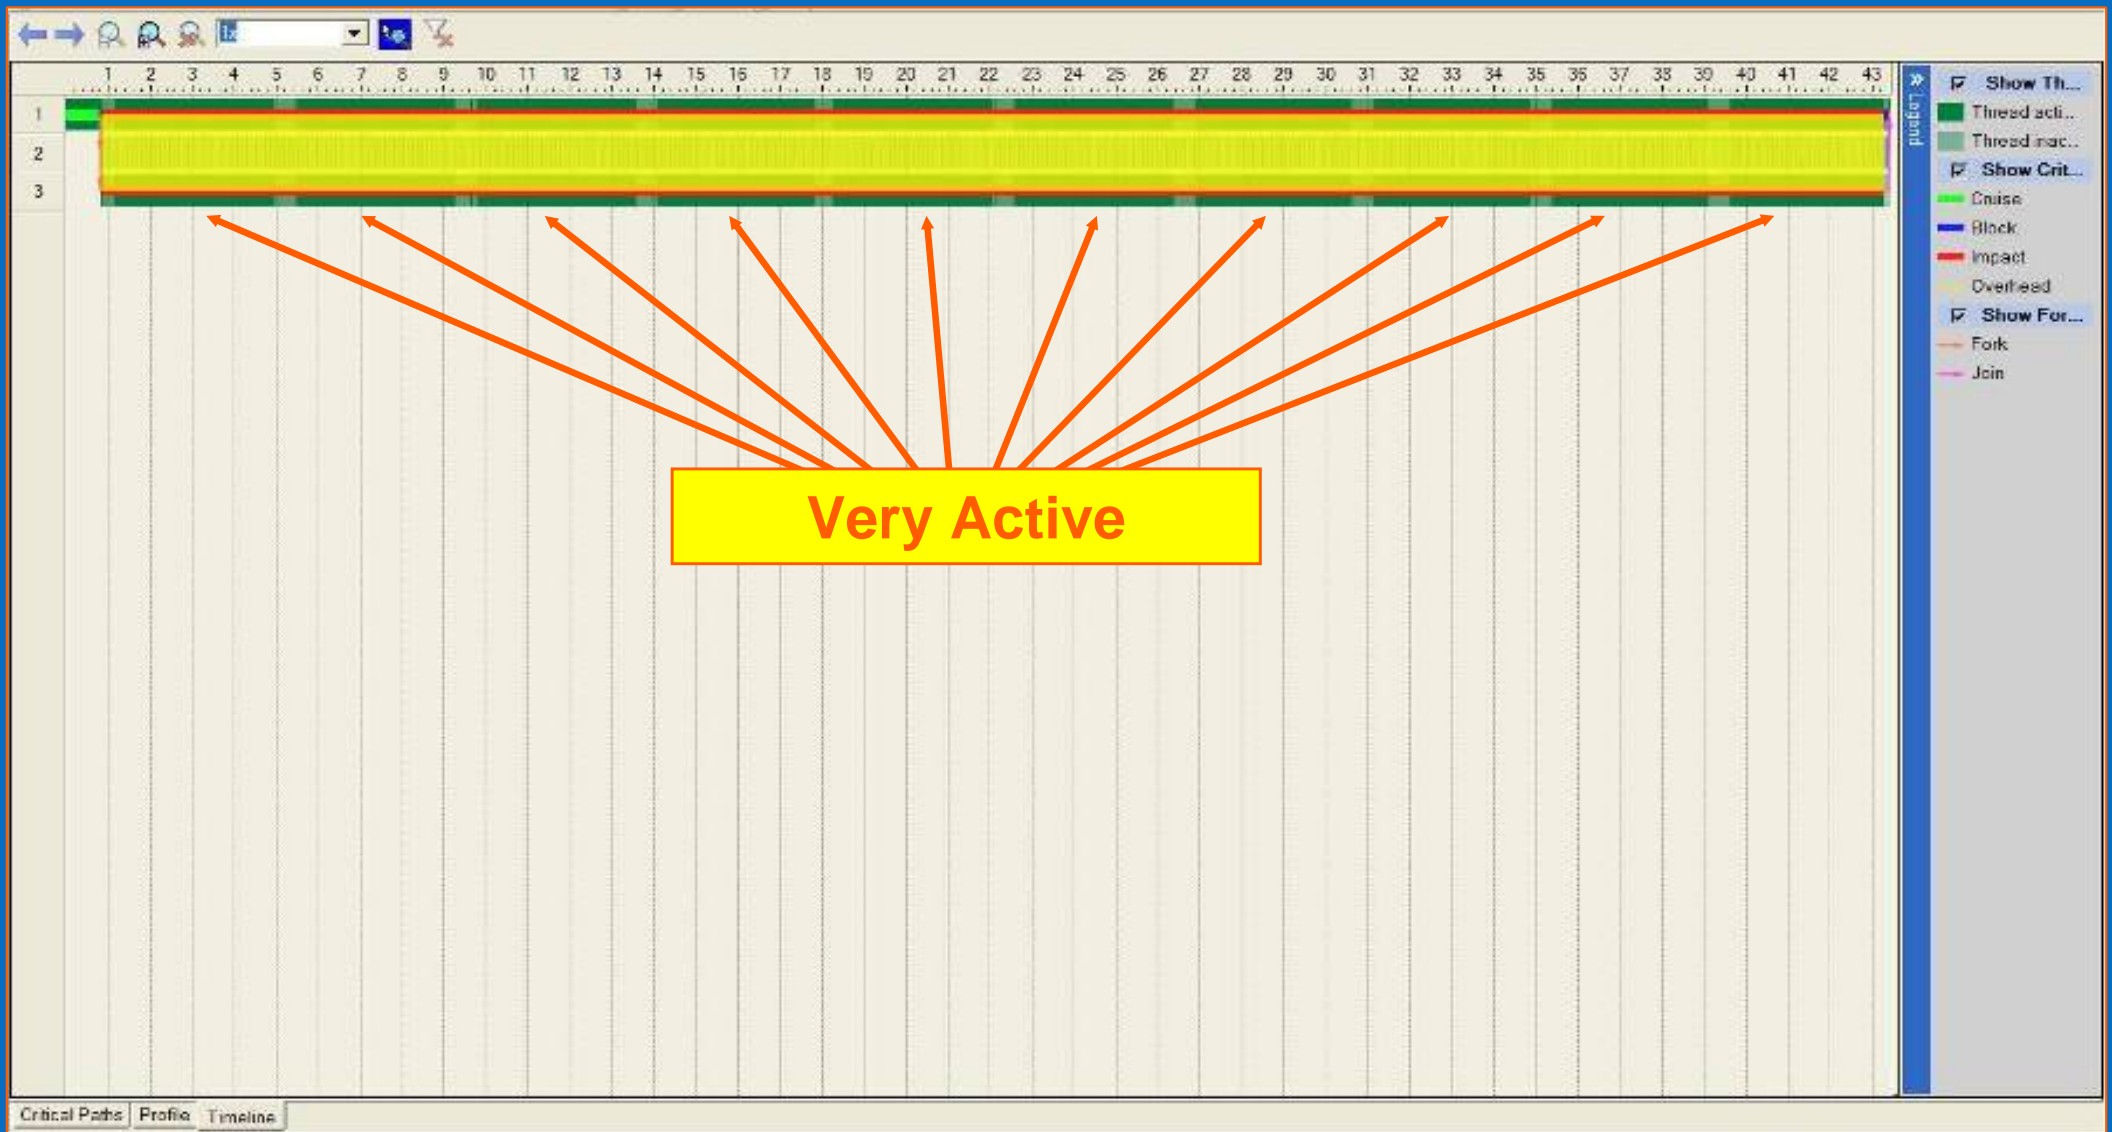 1x
1 2 3 4 5 6 7 8 9 10 11 12 13 14 15 16 17 18 19 20 21 22 23 24 25 26 27 28 29 30 31 32 33 34 35 36 37 38 39 40 41 42 43
1
2
3
Very Active
Legend
Show Th...
Thread acti...
Thread inac...
Show Crit...
Cruise
Block
Impact
Overhead
Show For...
Fork
Join
Critical Paths Profile Timeline